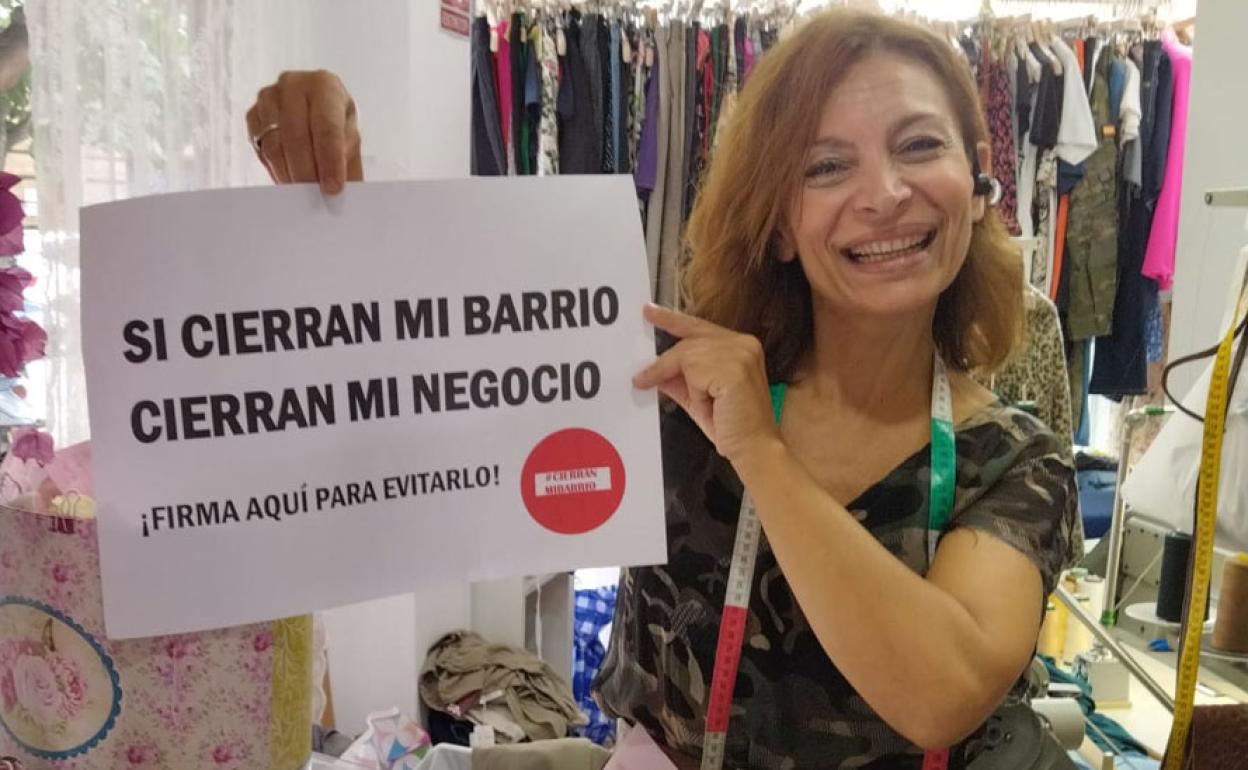 SI CIERRAN MI BARRIO
CIERRAN MI NEGOCIO
¡FIRMA AQUÍ PARA EVITARLO!
#CIERRAN
MIBARRIO